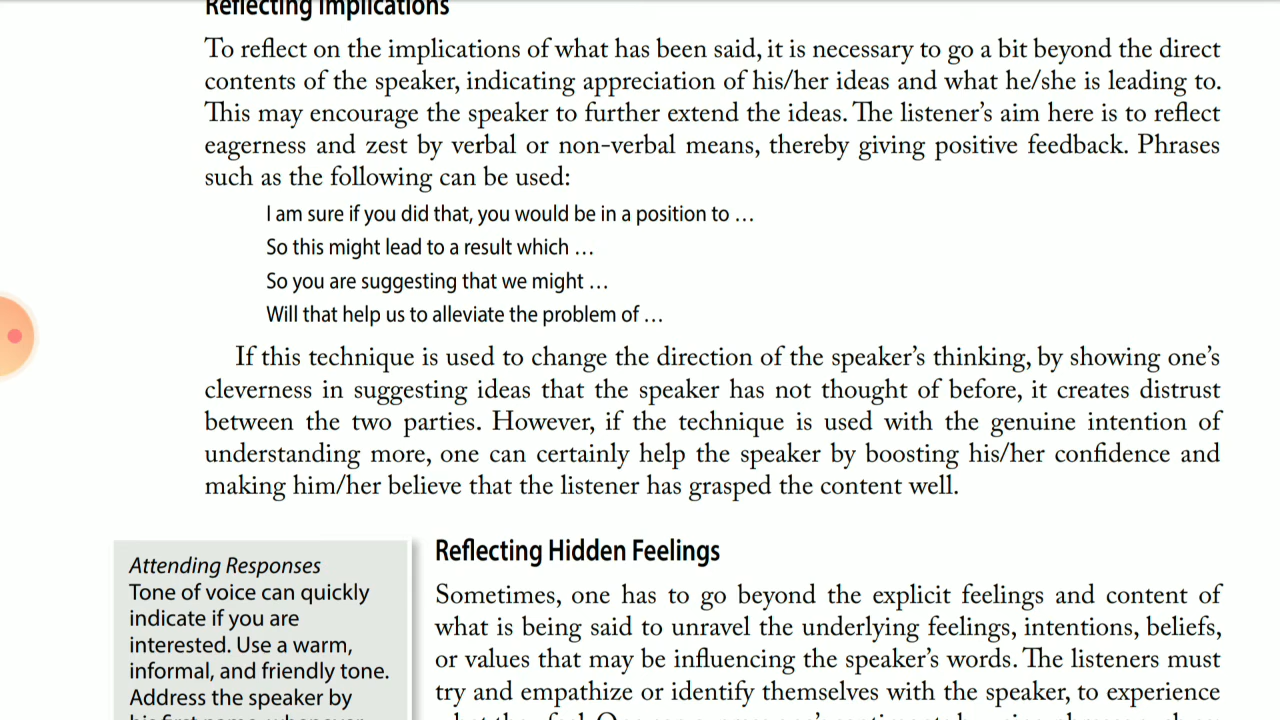 Reflecting Implications
To reflect on the implications of what has been said, it is necessary to go a bit beyond the direct
contents of the speaker, indicating appreciation of his/her ideas and what he/she is leading to.
This may encourage the speaker to further extend the ideas. The listener’s aim here is to reflect
eagerness and zest by verbal or non-verbal means, thereby giving positive feedback. Phrases
such as the following can be used:
I am sure if you did that, you would be in a position to …
So this might lead to a result which …
So you are suggesting that we might …
Will that help us to alleviate the problem of …
If this technique is used to change the direction of the speaker’s thinking, by showing one’s
cleverness in suggesting ideas that the speaker has not thought of before, it creates distrust
between the two parties. However, if the technique is used with the genuine intention of
understanding more, one can certainly help the speaker by boosting his/her confidence and
making him/her believe that the listener has grasped the content well.
Attending Responses
Tone of voice can quickly
indicate if you are
interested. Use a warm,
informal, and friendly tone.
Address the speaker by
Reflecting Hidden Feelings
Sometimes, one has to go beyond the explicit feelings and content of
what is being said to unravel the underlying feelings, intentions, beliefs,
or values that may be influencing the speaker’s words. The listeners must
try and empathize or identify themselves with the speaker, to experience